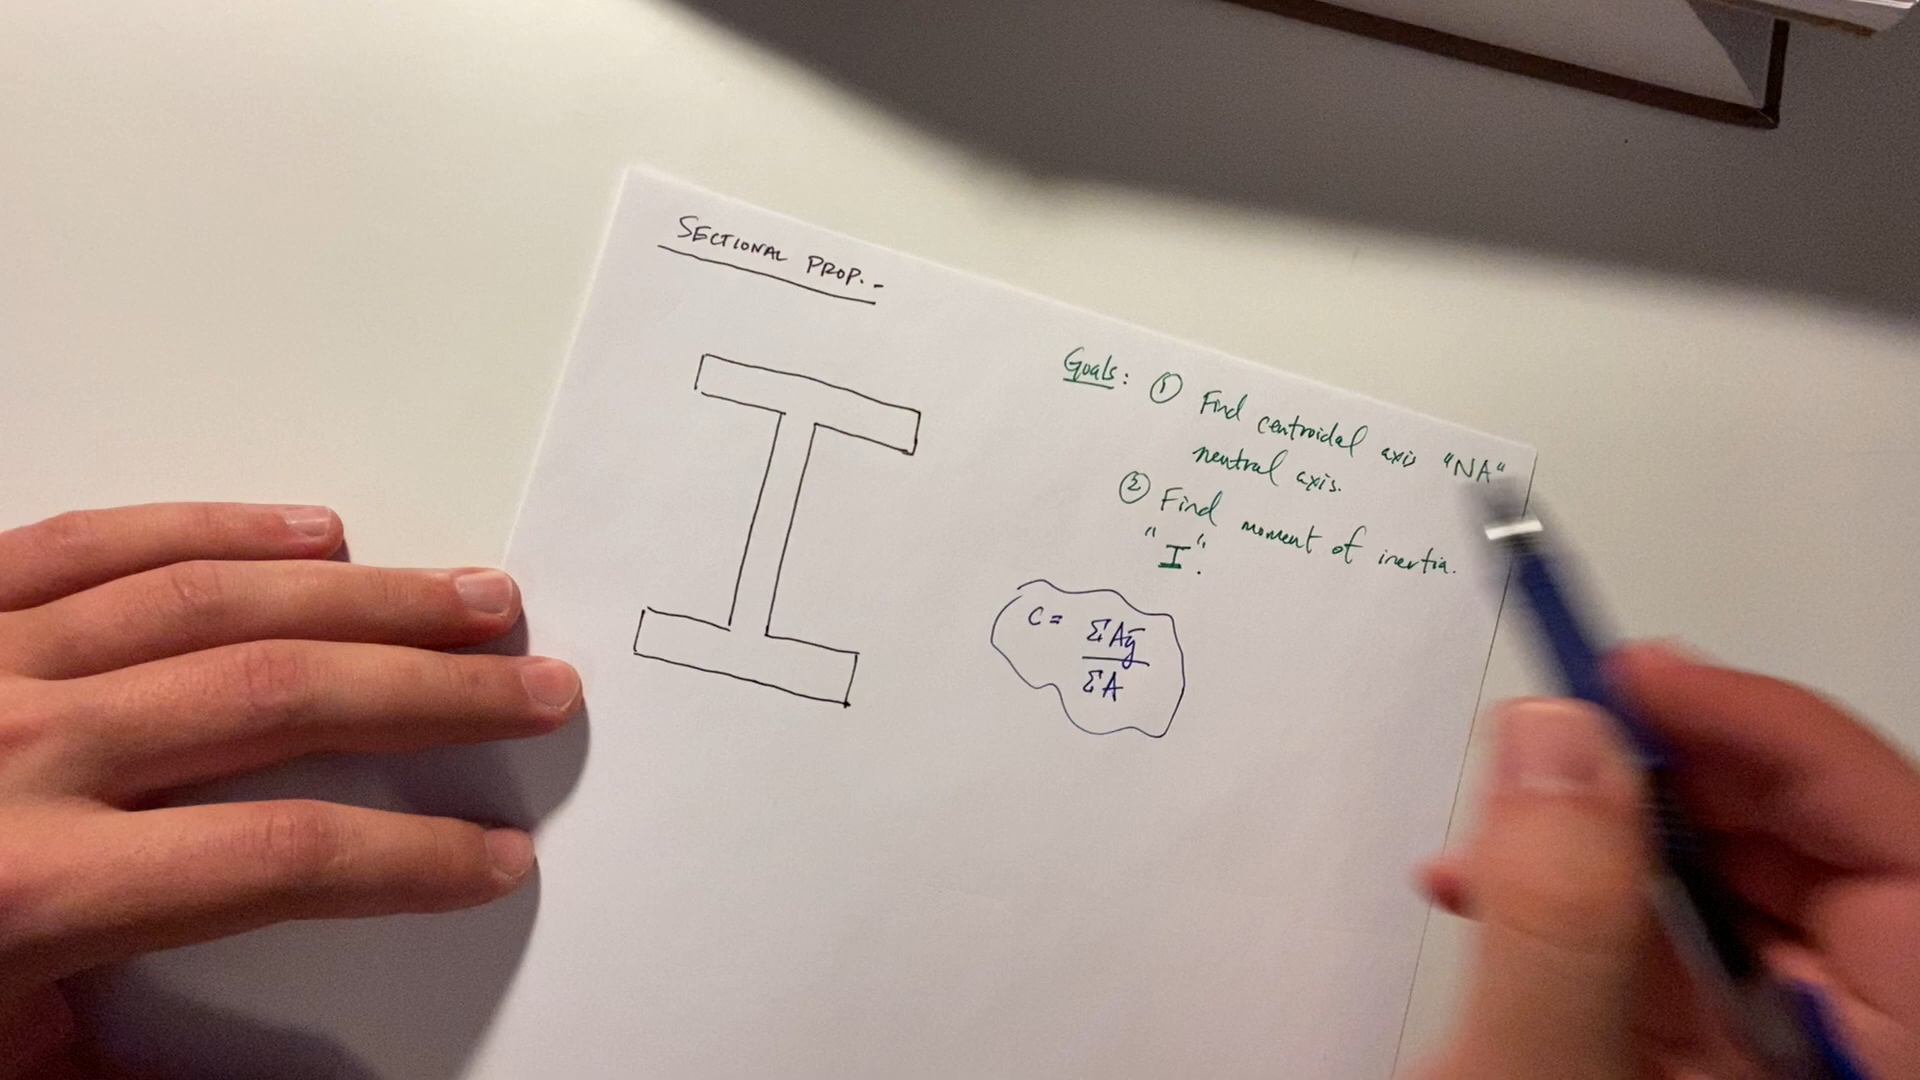 SECTIONAL PROP.-
Goals: ① Find centroidal axis "NA"
neutral axis.
② Find moment of inertia.
"I".
C = ΣAȳ
ΣA